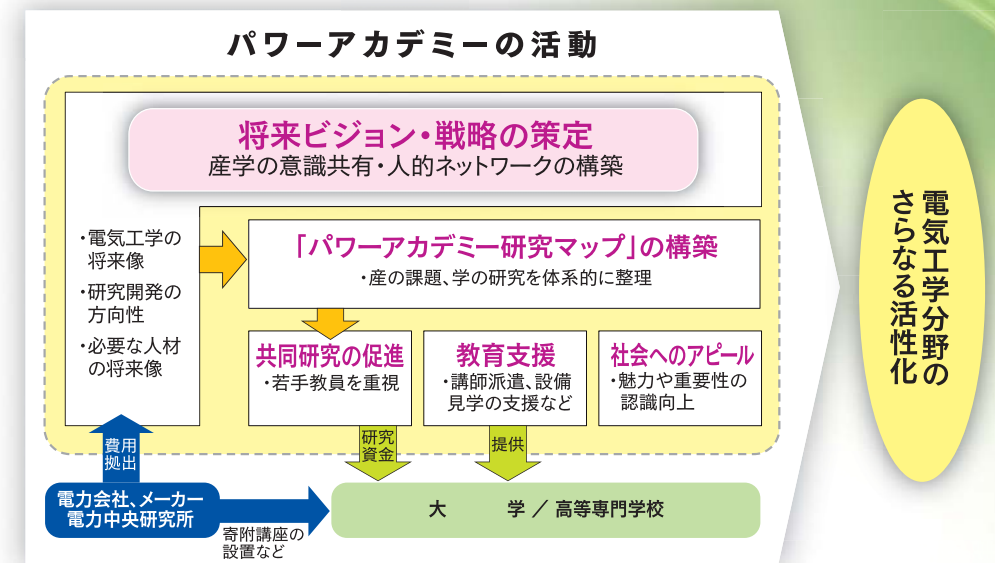 パワーアカデミーの活動
将来ビジョン・戦略の策定
産学の意識共有・人的ネットワークの構築
・電気工学の
将来像
・研究開発の
方向性
・必要な人材
の将来像
「パワーアカデミー研究マップ」の構築
・産の課題、学の研究を体系的に整理
共同研究の促進
・若手教員を重視
教育支援
・講師派遣、設備
見学の支援など
社会へのアピール
・魅力や重要性の
認識向上
費用
拠出
研究
資金
提供
電力会社、メーカー
電力中央研究所
寄附講座の
設置など
大　学／高等専門学校
電気工学分野の
さらなる活性化